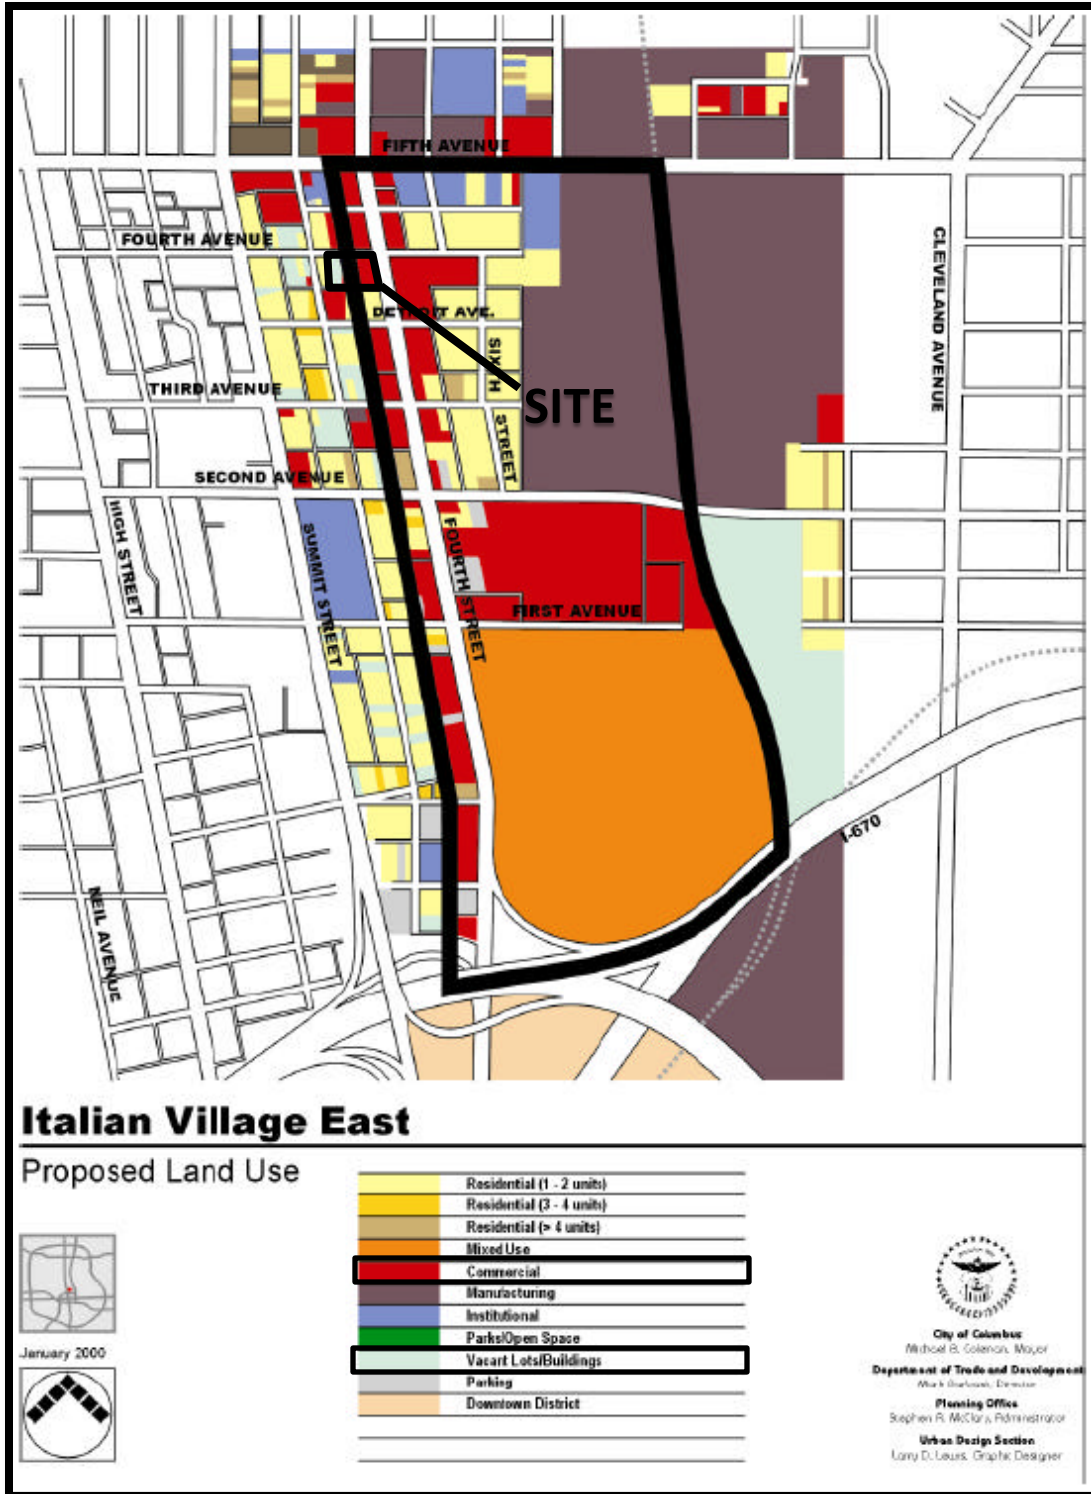 FIFTH AVENUE
FOURTH AVENUE
CLEVELAND AVENUE
DETROIT AVE.
SIXTH STREET
SITE
THIRD AVENUE
SECOND AVENUE
HIGH STREET
SUMMIT STREET
FOURTH STREET
FIRST AVENUE
I-670
NEIL AVENUE
Italian Village East
Proposed Land Use
Residential (1 - 2 units)
Residential (3 - 4 units)
Residential (> 4 units)
Mixed Use
Commercial
Manufacturing
Institutional
Parks/Open Space
Vacart Lots/Buildings
Parking
Downtown District
January 2000
City of Columbus
Michael B. Coleman, Mayor
Department of Trade and Development
Director
Planning Office
Stephen R. McClary, Administrator
Urban Design Section
Larry D. Lewis, Graphic Designer